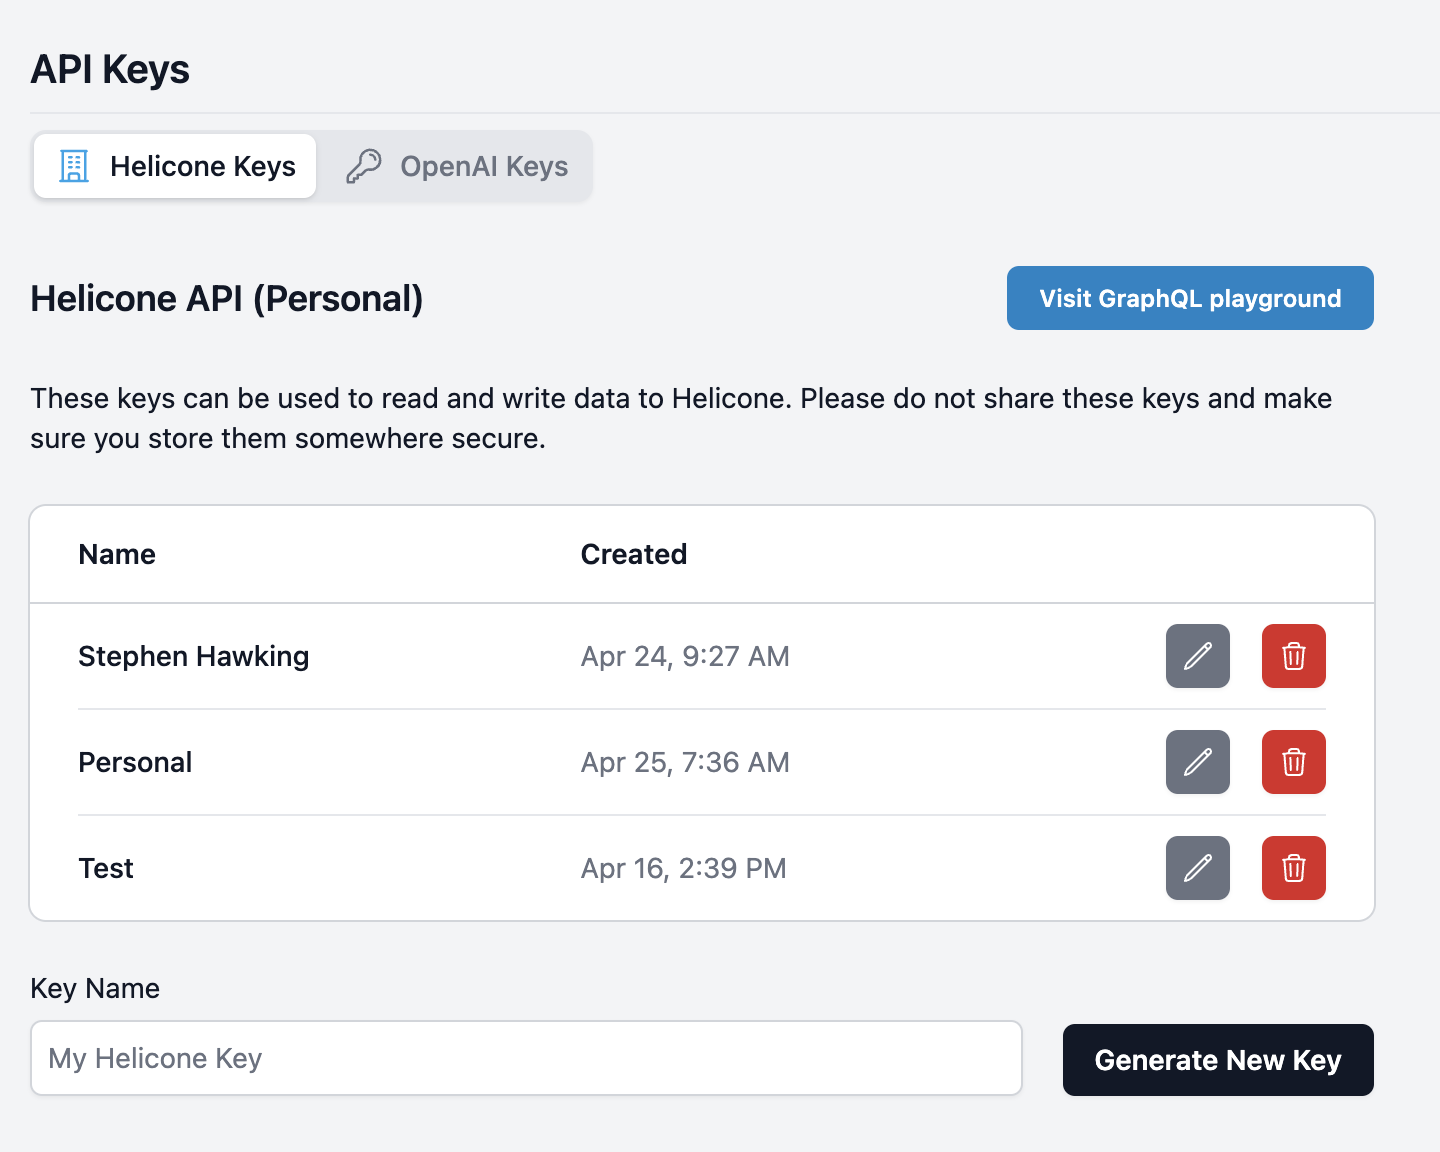 API Keys
Helicone Keys
OpenAI Keys
Helicone API (Personal)
Visit GraphQL playground
These keys can be used to read and write data to Helicone. Please do not share these keys and make
sure you store them somewhere secure.
Name Created
Stephen Hawking Apr 24, 9:27 AM
Personal Apr 25, 7:36 AM
Test Apr 16, 2:39 PM
Key Name
My Helicone Key
Generate New Key